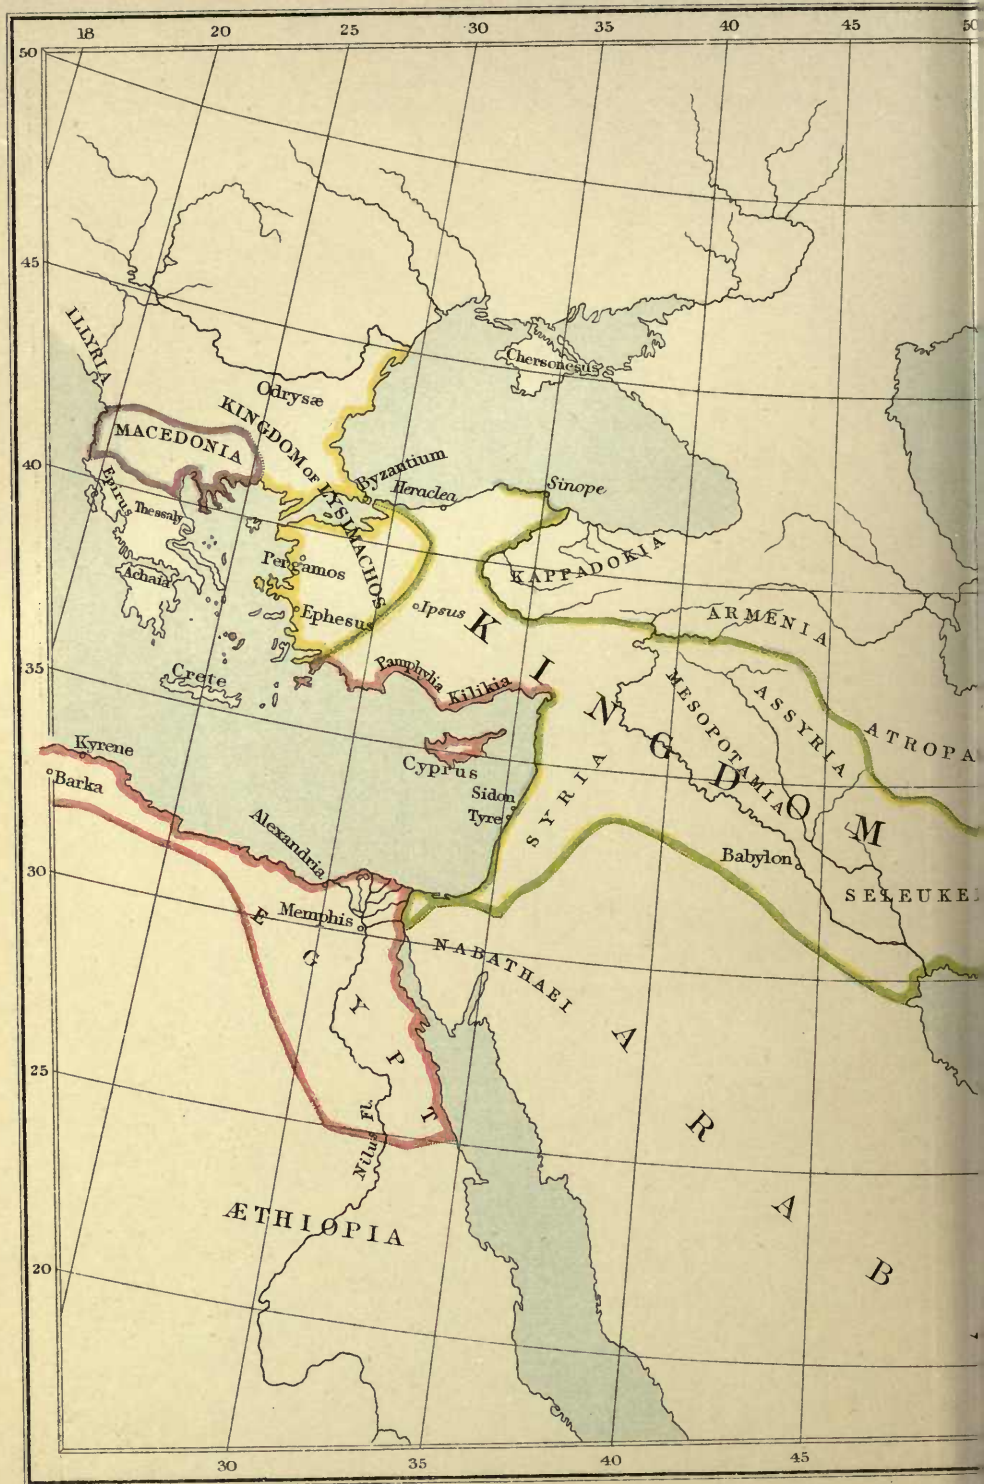 18 20 25 30 35 40 45 50
50
45
40
35
30
25
20
ILLYRIA
Chersonesus
Odrysæ
MACEDONIA
KINGDOM OF LYSIMACHOS
Byzantium
Heraclea
Sinope
Epirus
Thessaly
Achaia
Pergamos
Ephesus
Ipsus
KAPPADOKIA
ARMENIA
Crete
Pamphylia
Kilikia
KINGDOM
MESOPOTAMIA
ASSYRIA
ATROPA
Kyrene
Barka
Cyprus
Sidon
Tyre
SYRIA
Alexandria
Babylon
SELEUKE
Memphis
EGYPT
NABATHAEI
Nilus Fl.
ARAB
ÆTHIOPIA
30 35 40 45